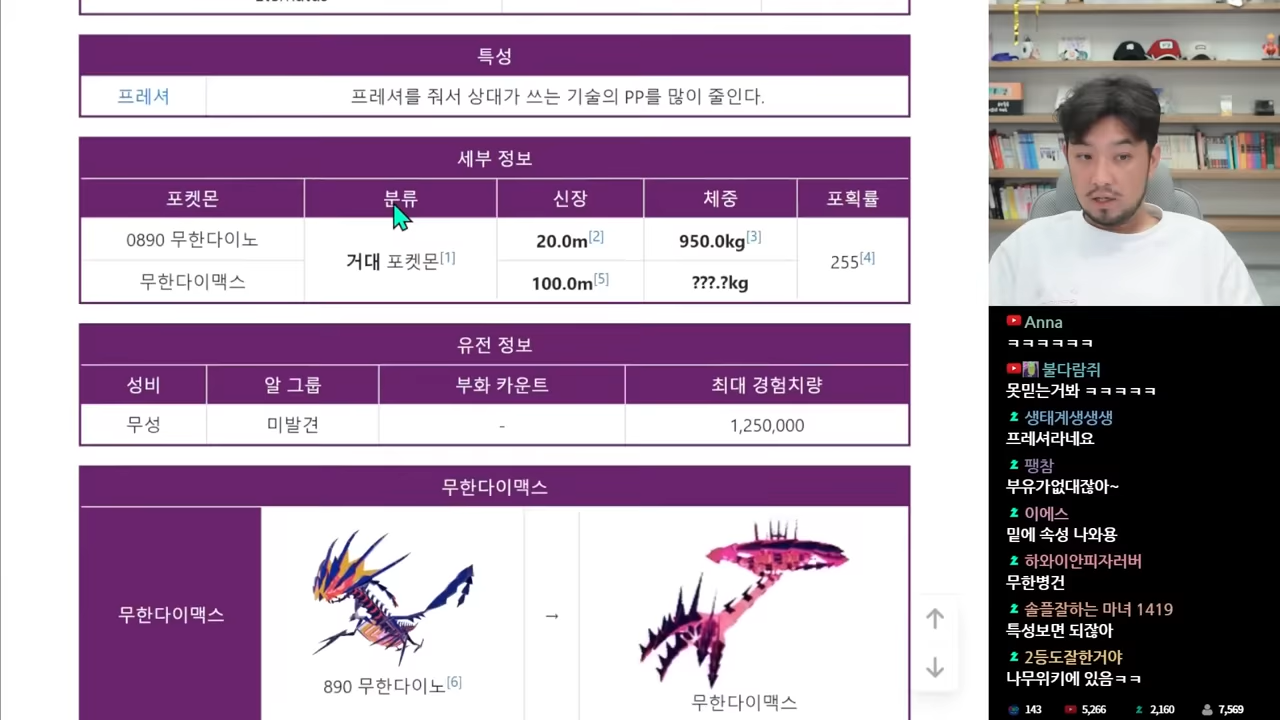 Eternatus
특성
프레셔
프레셔를 줘서 상대가 쓰는 기술의 PP를 많이 줄인다.
세부 정보
포켓몬 분류 신장 체중 포획률
0890 무한다이노 20.0m[2] 950.0kg[3]
거대 포켓몬[1] 255[4]
무한다이맥스 100.0m[5] ???.?kg
유전 정보
성비 알 그룹 부화 카운트 최대 경험치량
무성 미발견 - 1,250,000
무한다이맥스
무한다이맥스
→
890 무한다이노[6]
무한다이맥스
Anna
ㅋㅋㅋㅋㅋㅋ
불다람쥐
못믿는거봐 ㅋㅋㅋㅋㅋ
생태계생생생
프레셔라네요
팽참
부유가없대잖아~
이에스
밑에 속성 나와용
하와이안피자러버
무한병건
솔플잘하는 마녀 1419
특성보면 되잖아
2등도잘한거야
나무위키에 있음ㅋㅋ
143 5,266 2,160 7,569